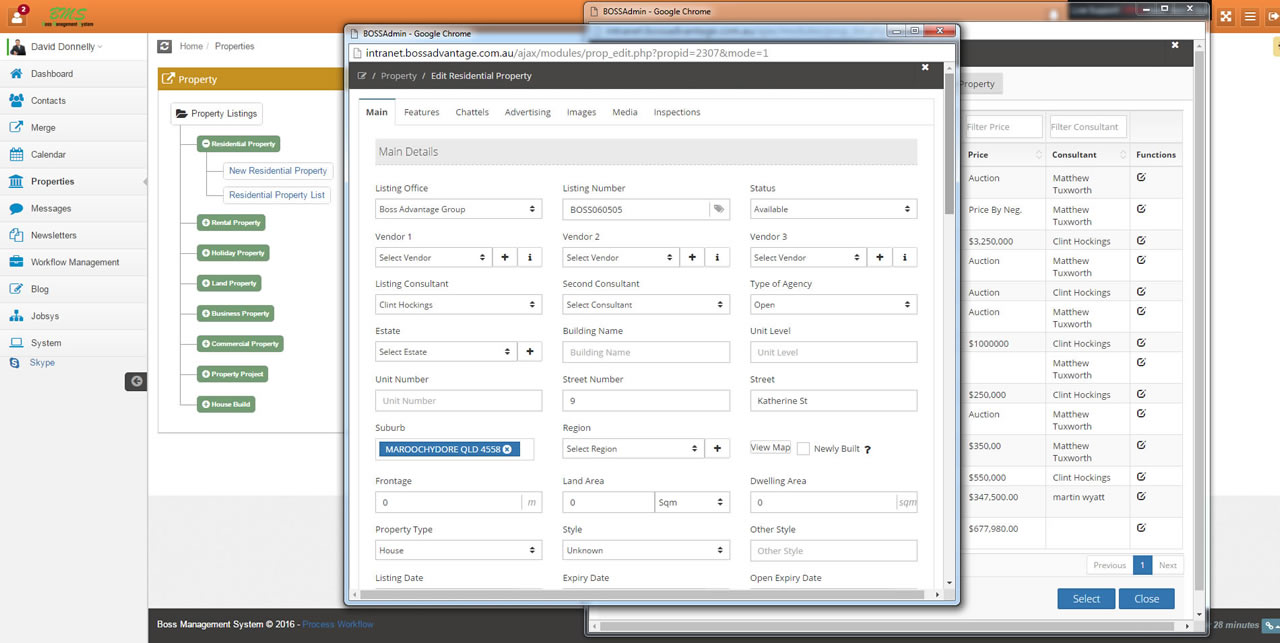 2
BMS
Boss Management System
David Donnelly
Dashboard
Contacts
Merge
Calendar
Properties
Messages
Newsletters
Workflow Management
Blog
Jobsys
System
Skype
Home / Properties
Property
Property Listings
Residential Property
New Residential Property
Residential Property List
Rental Property
Holiday Property
Land Property
Business Property
Commercial Property
Property Project
House Build
Boss Management System © 2016 - Process Workflow
BOSSAdmin - Google Chrome
intranet.bossadvantage.com.au/ajax/modules/prop_edit.php?propid=2307&mode=1
/ Property / Edit Residential Property
Main Features Chattels Advertising Images Media Inspections
Main Details
Listing Office Listing Number Status
Boss Advantage Group BOSS060505 Available
Vendor 1 Vendor 2 Vendor 3
Select Vendor + i Select Vendor + i Select Vendor + i
Listing Consultant Second Consultant Type of Agency
Clint Hockings Select Consultant Open
Estate Building Name Unit Level
Select Estate + Building Name Unit Level
Unit Number Street Number Street
Unit Number 9 Katherine St
Suburb Region
MAROOCHYDORE QLD 4558 Select Region + View Map Newly Built ?
Frontage Land Area Dwelling Area
0 m 0 Sqm 0 sqm
Property Type Style Other Style
House Unknown Other Style
Listing Date Expiry Date Open Expiry Date
BOSSAdmin - Google Chrome
Property
Filter Price Filter Consultant
Price Consultant Functions
Auction Matthew
Tuxworth
Price By Neg. Matthew
Tuxworth
$3,250,000 Clint Hockings
Auction Matthew
Tuxworth
Auction Clint Hockings
Auction Matthew
Tuxworth
$1000000 Clint Hockings
Matthew
Tuxworth
$250,000 Clint Hockings
Auction Matthew
Tuxworth
$350,00 Matthew
Tuxworth
$550,000 Clint Hockings
$347,500.00 martin wyatt
$677,980.00
Previous 1 Next
Select Close
28 minutes